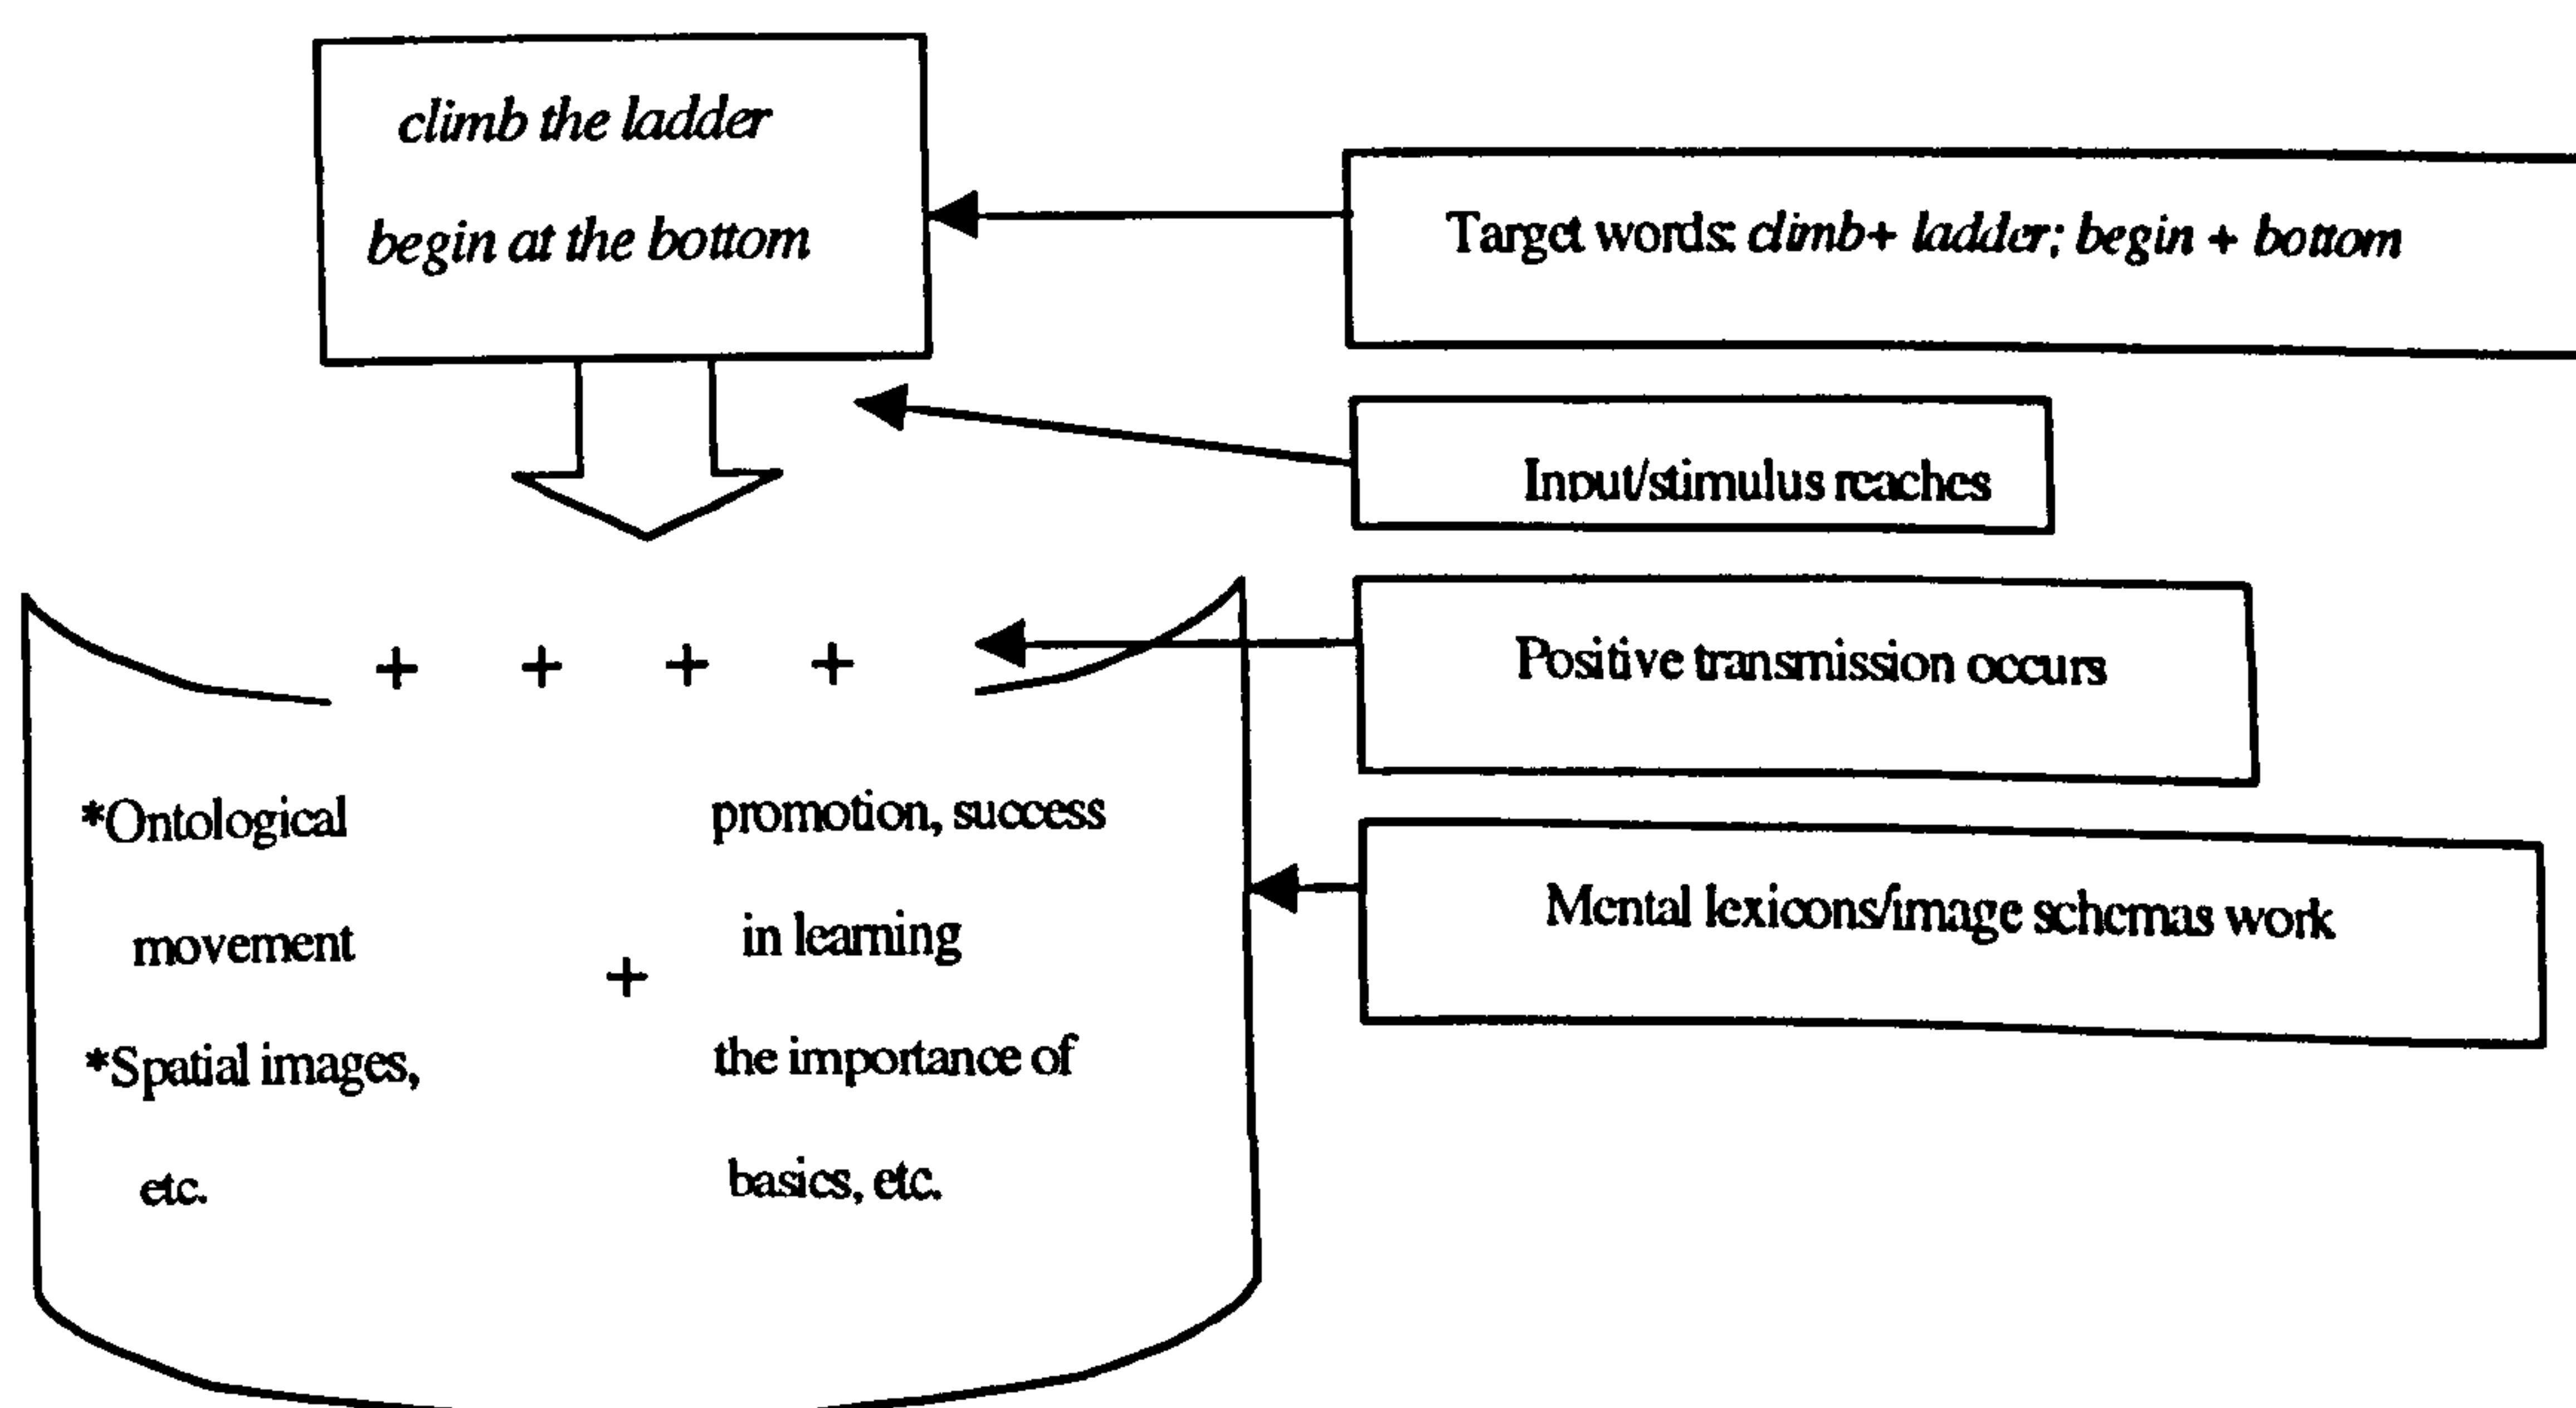 climb the ladder
begin at the bottom
Target words: climb+ ladder; begin + bottom
Input/stimulus reaches
+ + + +
Positive transmission occurs
*Ontological
movement
*Spatial images,
etc.
+
promotion, success
in learning
the importance of
basics, etc.
Mental lexicons/image schemas work